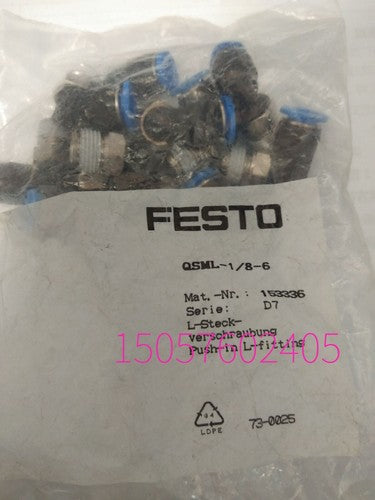 FESTO
QSML-1/8-6
Mat.-Nr.: 153336
Serie: D7
L-Steck-
verschraubung
Push-in L-fitting
15057602405
04
LDPE
73-0025